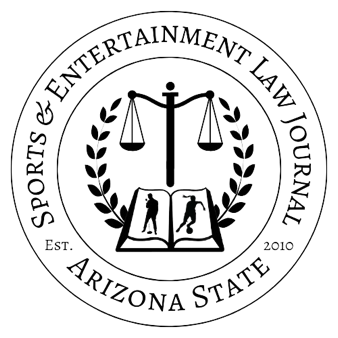 SPORTS & ENTERTAINMENT LAW JOURNAL
EST. 2010
ARIZONA STATE